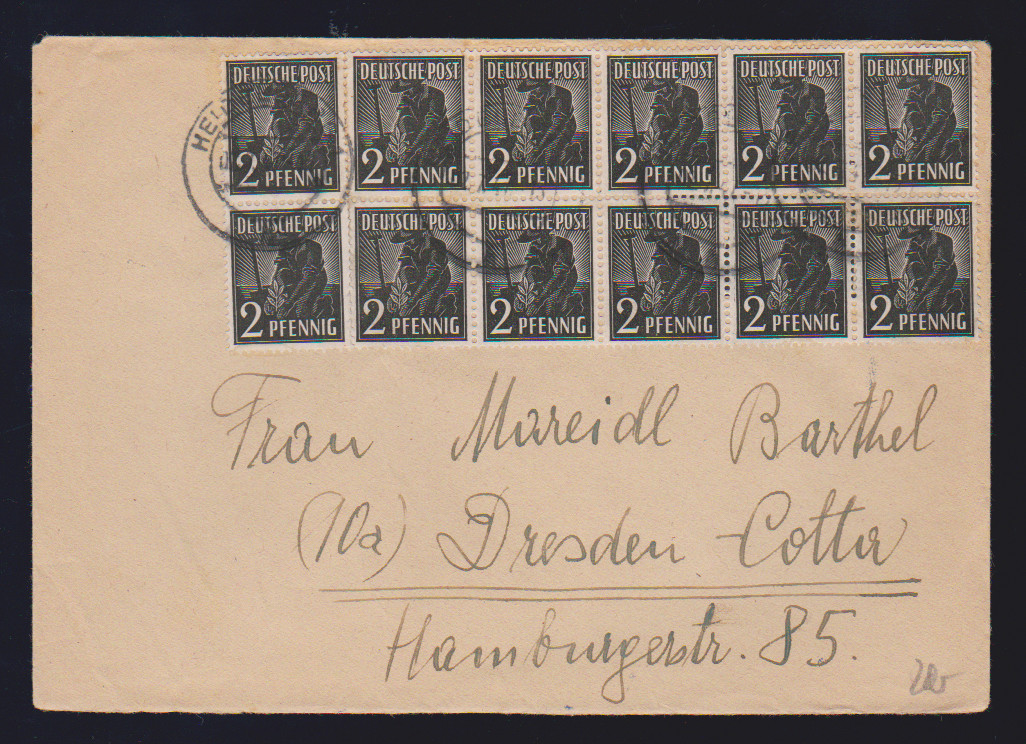 DEUTSCHE POST DEUTSCHE POST DEUTSCHE POST DEUTSCHE POST DEUTSCHE POST DEUTSCHE POST
2 PFENNIG 2 PFENNIG 2 PFENNIG 2 PFENNIG 2 PFENNIG 2 PFENNIG
DEUTSCHE POST DEUTSCHE POST DEUTSCHE POST DEUTSCHE POST DEUTSCHE POST DEUTSCHE POST
2 PFENNIG 2 PFENNIG 2 PFENNIG 2 PFENNIG 2 PFENNIG 2 PFENNIG
Frau Mareidl Barthel
(10a) Dresden Cotta
Hamburgerstr. 85.